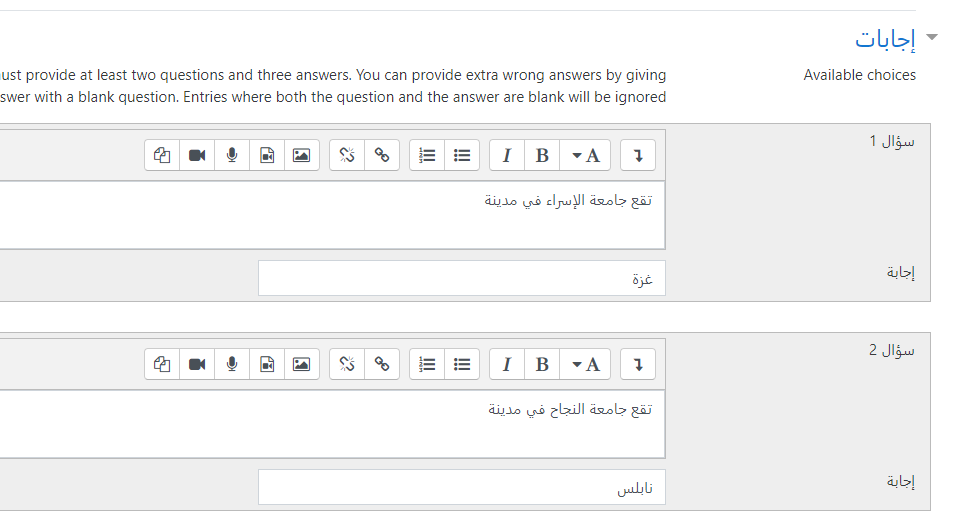 إجابات
Available choices
must provide at least two questions and three answers. You can provide extra wrong answers by giving
answer with a blank question. Entries where both the question and the answer are blank will be ignored
سؤال 1
I B A
تقع جامعة الإسراء في مدينة
إجابة
غزة
سؤال 2
I B A
تقع جامعة النجاح في مدينة
إجابة
نابلس